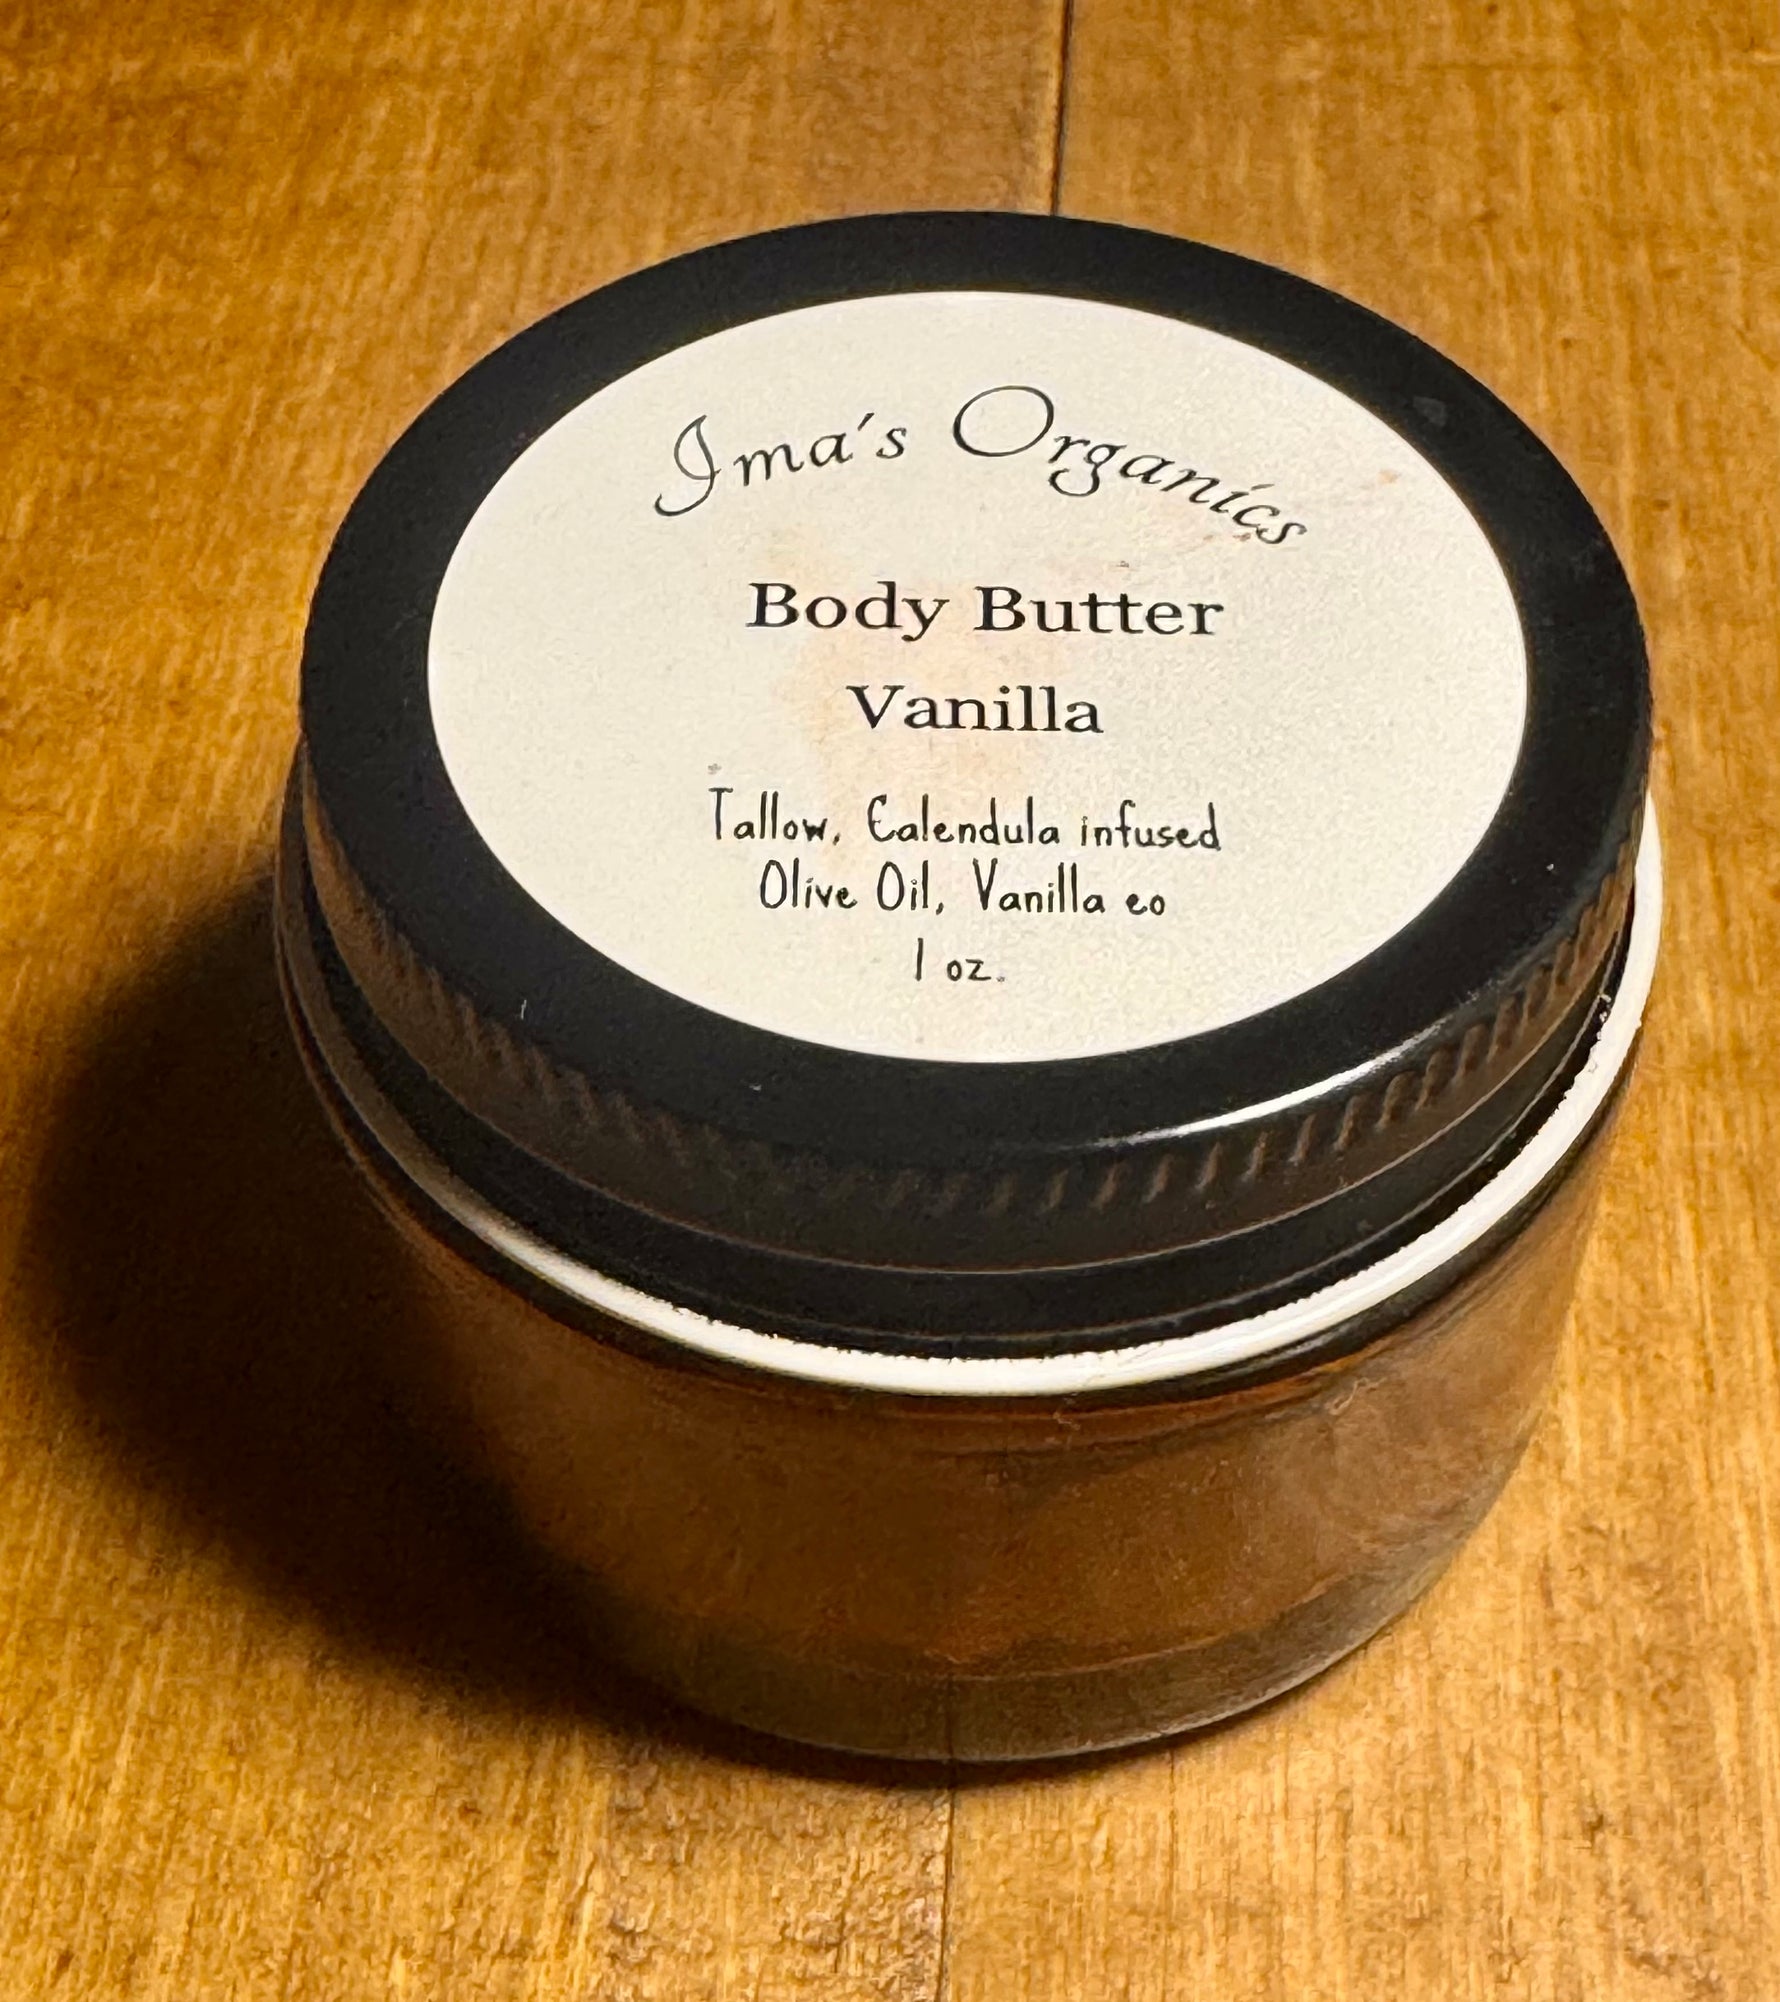 Ima's Organics
Body Butter
Vanilla
Tallow, Calendula infused
Olive Oil, Vanilla eo
1 oz.